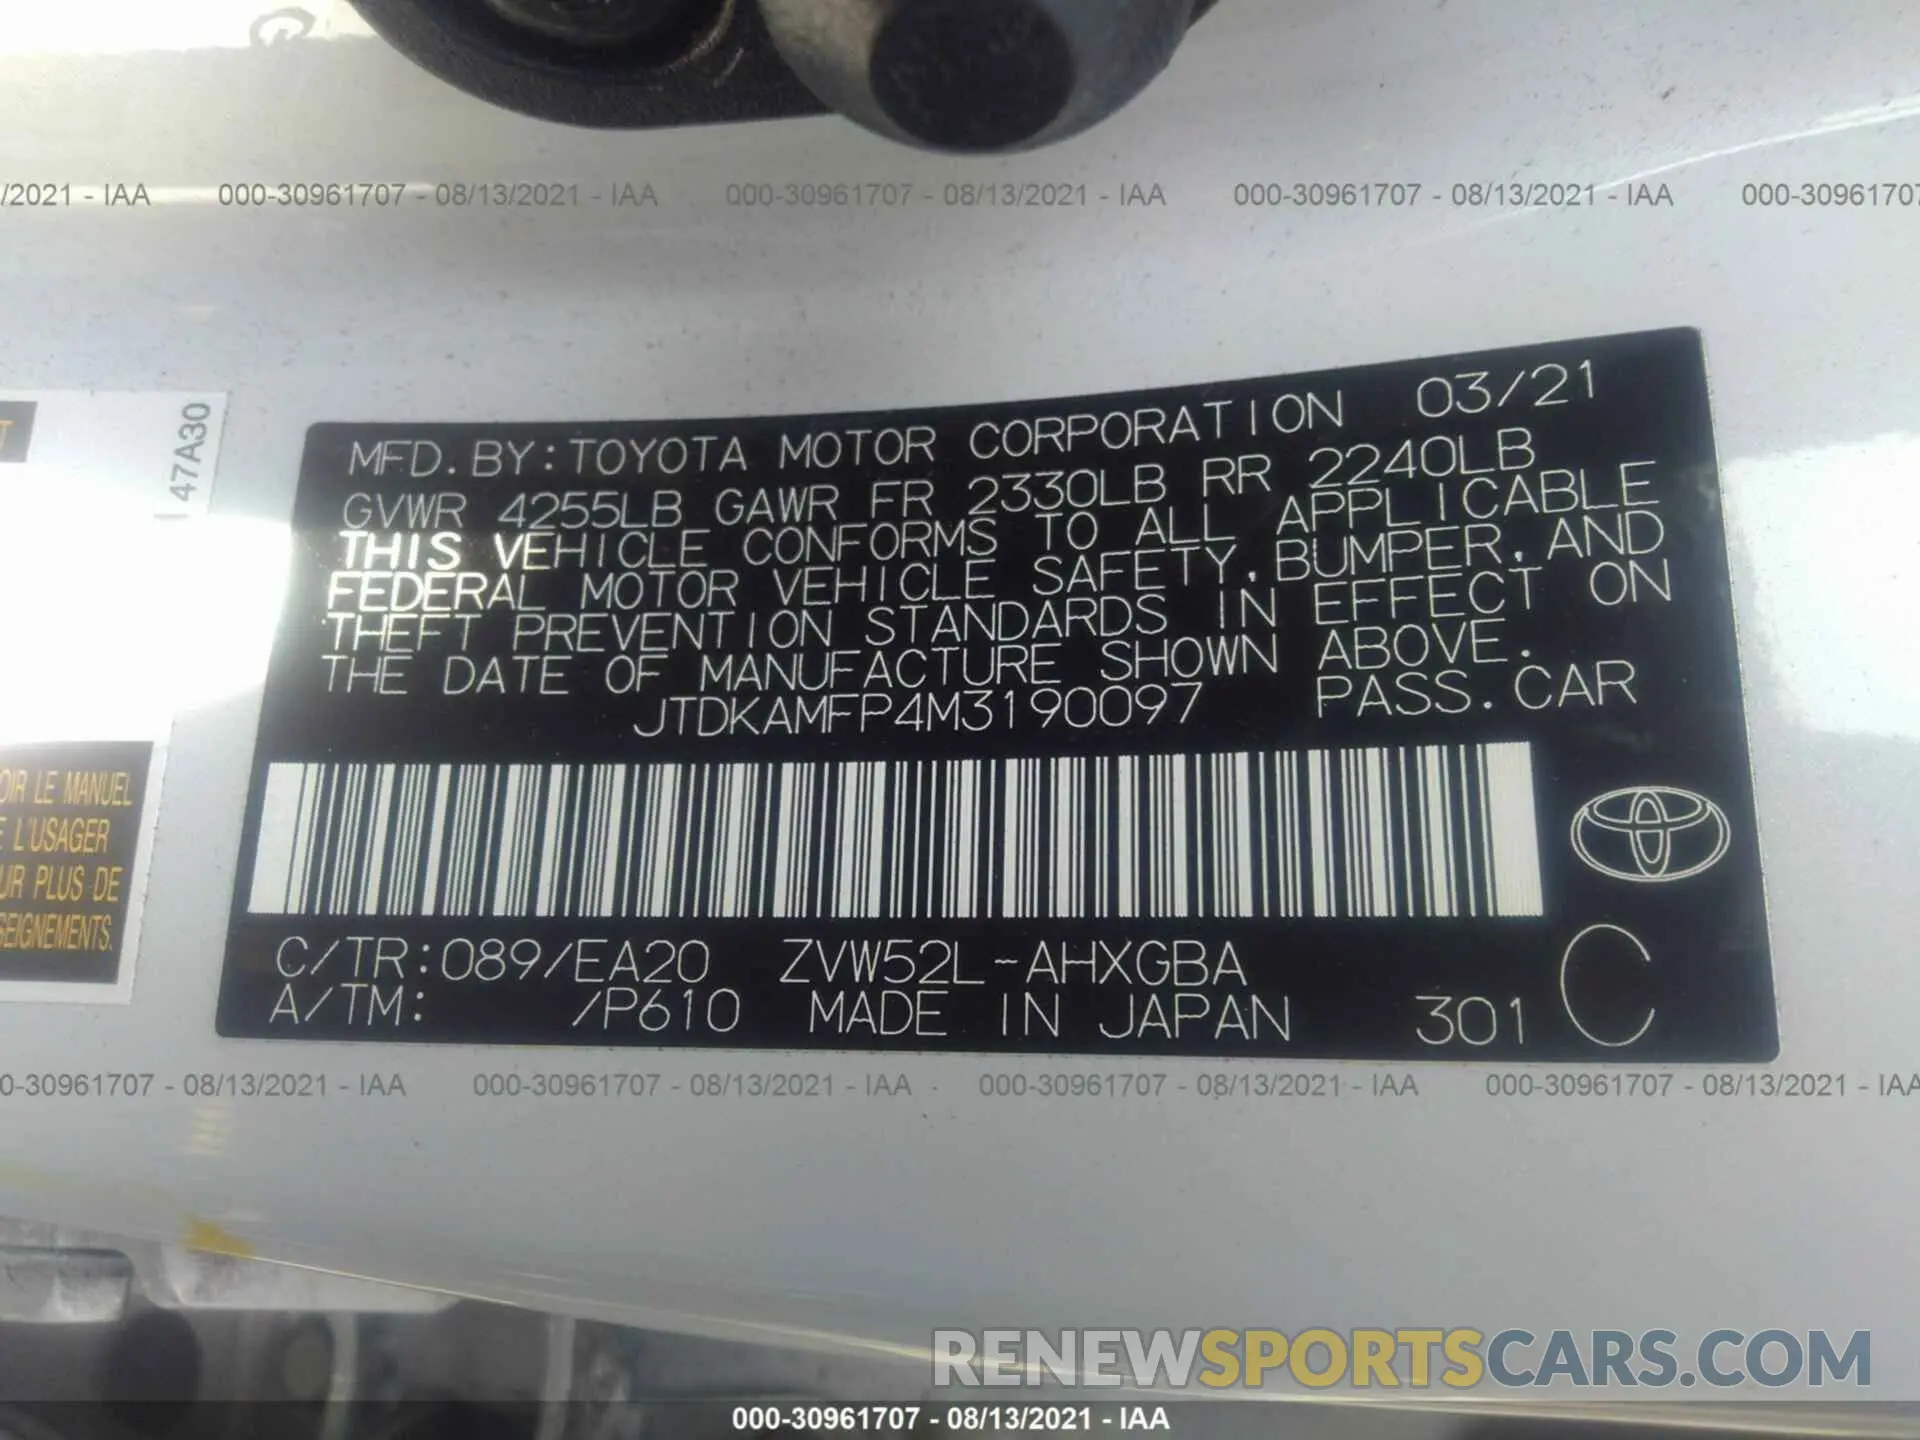 /2021 - IAA 000-30961707 - 08/13/2021 - IAA 000-30961707 - 08/13/2021 - IAA 000-30961707 - 08/13/2021 - IAA 000-3096170
47A30
MFD. BY: TOYOTA MOTOR CORPORATION 03/21
GVWR 4255LB GAWR FR 2330LB RR 2240LB
THIS VEHICLE CONFORMS TO ALL APPLICABLE
FEDERAL MOTOR VEHICLE SAFETY, BUMPER, AND
THEFT PREVENTION STANDARDS IN EFFECT ON
THE DATE OF MANUFACTURE SHOWN ABOVE.
JTDKAMFP4M3190097 PASS. CAR
OIR LE MANUEL
E L'USAGER
UR PLUS DE
SEIGNEMENTS.
C/TR: 089/EA20 ZVW52L-AHXGBA
A/TM: /P610 MADE IN JAPAN 301 C
0-30961707 - 08/13/2021 - IAA 000-30961707 - 08/13/2021 - IAA 000-30961707 - 08/13/2021 - IAA 000-30961707 - 08/13/2021 - IAA
RENEWSPORTSCARS.COM
000-30961707 - 08/13/2021 - IAA